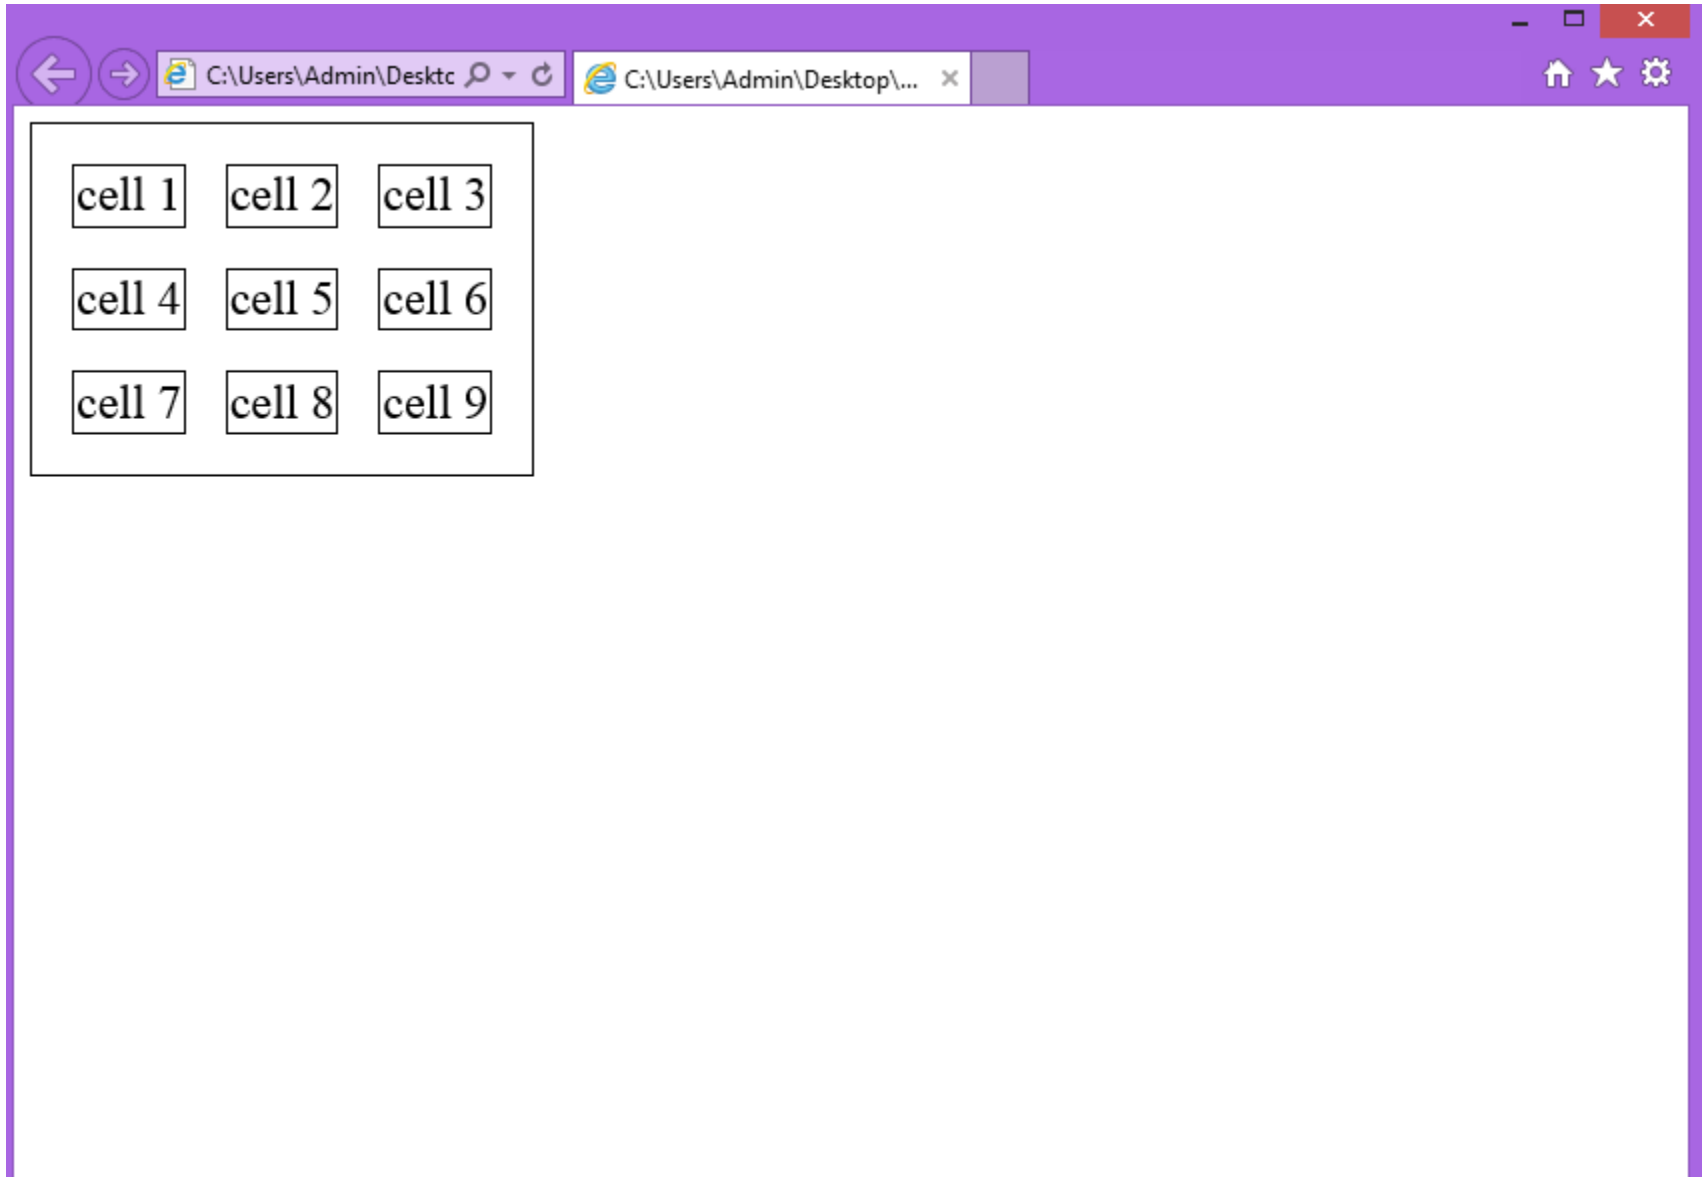 C:\Users\Admin\Desktc
C:\Users\Admin\Desktop\...
cell 1 cell 2 cell 3
cell 4 cell 5 cell 6
cell 7 cell 8 cell 9